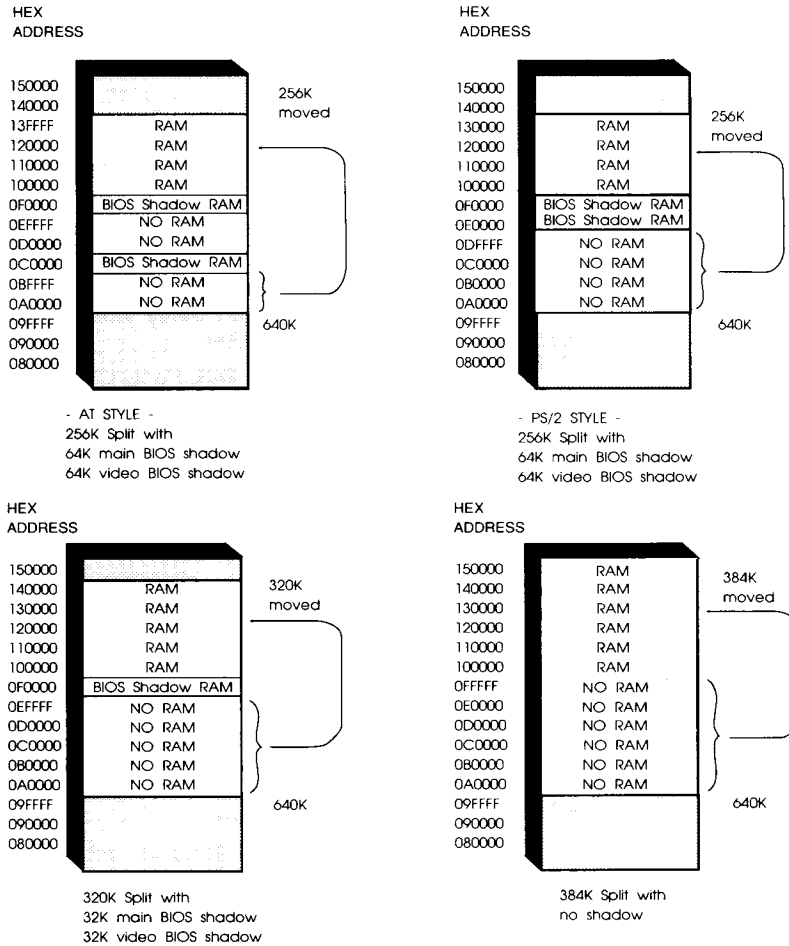 HEX
ADDRESS
150000
140000
13FFFF RAM
120000 RAM
110000 RAM
100000 RAM
0F0000 BIOS Shadow RAM
0EFFFF NO RAM
0D0000 NO RAM
0C0000 BIOS Shadow RAM
0BFFFF NO RAM
0A0000 NO RAM
09FFFF
090000
080000
256K
moved
640K
- AT STYLE -
256K Split with
64K main BIOS shadow
64K video BIOS shadow
HEX
ADDRESS
150000
140000
130000 RAM
120000 RAM
110000 RAM
100000 RAM
0F0000 BIOS Shadow RAM
0E0000 BIOS Shadow RAM
0DFFFF NO RAM
0C0000 NO RAM
0B0000 NO RAM
0A0000 NO RAM
09FFFF
090000
080000
256K
moved
640K
- PS/2 STYLE -
256K Split with
64K main BIOS shadow
64K video BIOS shadow
HEX
ADDRESS
150000
140000 RAM
130000 RAM
120000 RAM
110000 RAM
100000 RAM
0F0000 BIOS Shadow RAM
0EFFFF NO RAM
0D0000 NO RAM
0C0000 NO RAM
0B0000 NO RAM
0A0000 NO RAM
09FFFF
090000
080000
320K
moved
640K
320K Split with
32K main BIOS shadow
32K video BIOS shadow
HEX
ADDRESS
150000 RAM
140000 RAM
130000 RAM
120000 RAM
110000 RAM
100000 RAM
0FFFFF NO RAM
0E0000 NO RAM
0D0000 NO RAM
0C0000 NO RAM
0B0000 NO RAM
0A0000 NO RAM
09FFFF
090000
080000
384K
moved
640K
384K Split with
no shadow